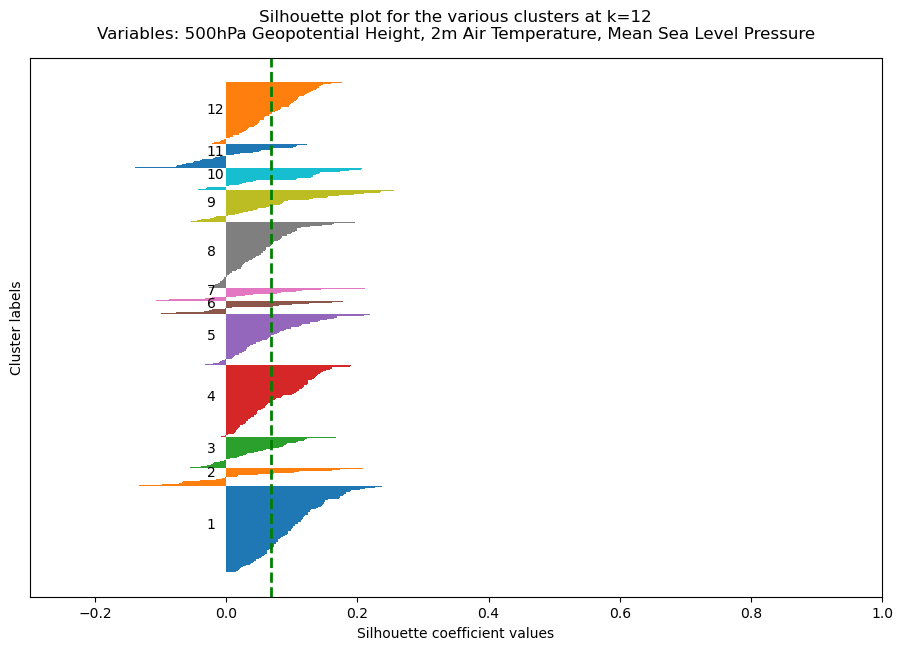 Silhouette plot for the various clusters at k=12
Variables: 500hPa Geopotential Height, 2m Air Temperature, Mean Sea Level Pressure
12
11
10
9
8
7
6
5
4
3
2
1
Cluster labels
−0.2 0.0 0.2 0.4 0.6 0.8 1.0
Silhouette coefficient values